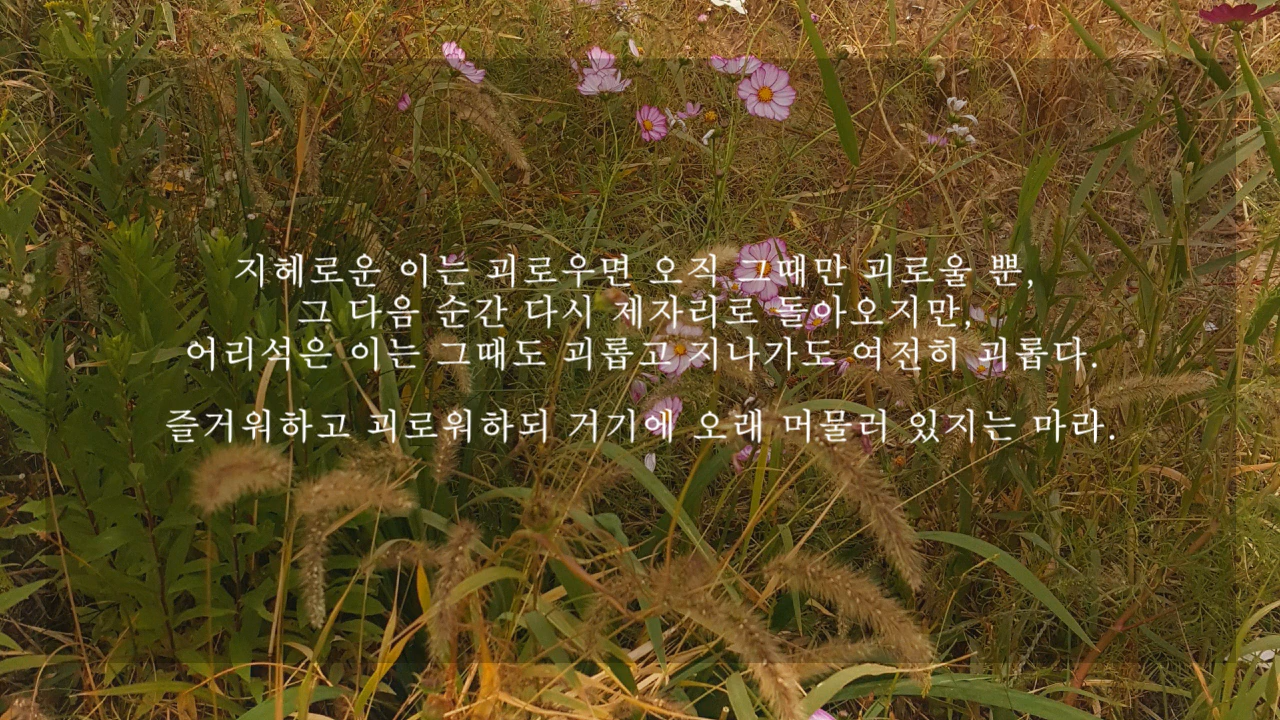 지혜로운 이는 괴로우면 오직 그때만 괴로울 뿐,
그 다음 순간 다시 제자리로 돌아오지만,
어리석은 이는 그때도 괴롭고 지나가도 여전히 괴롭다.
즐거워하고 괴로워하되 거기에 오래 머물러 있지는 마라.